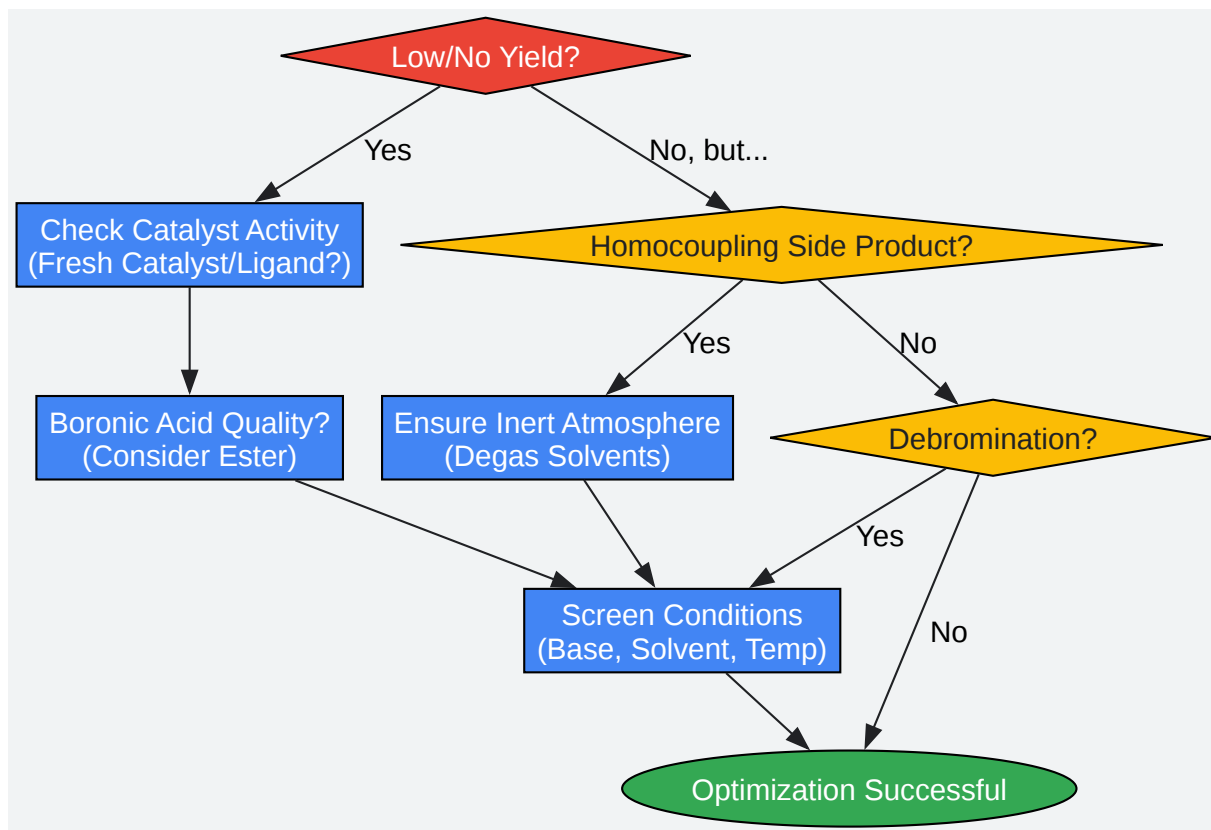 Low/No Yield?
Yes
No, but...
Check Catalyst Activity
(Fresh Catalyst/Ligand?)
Homocoupling Side Product?
Yes
No
Boronic Acid Quality?
(Consider Ester)
Ensure Inert Atmosphere
(Degas Solvents)
Debromination?
Yes
No
Screen Conditions
(Base, Solvent, Temp)
Optimization Successful